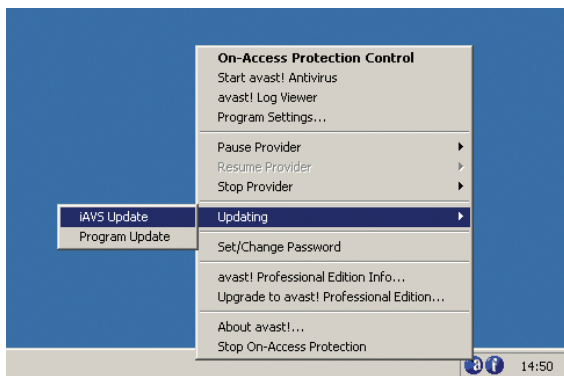 On-Access Protection Control
Start avast! Antivirus
avast! Log Viewer
Program Settings...
Pause Provider
Resume Provider
Stop Provider
Updating
iAVS Update
Program Update
Set/Change Password
avast! Professional Edition Info...
Upgrade to avast! Professional Edition...
About avast!...
Stop On-Access Protection
a i 14:50